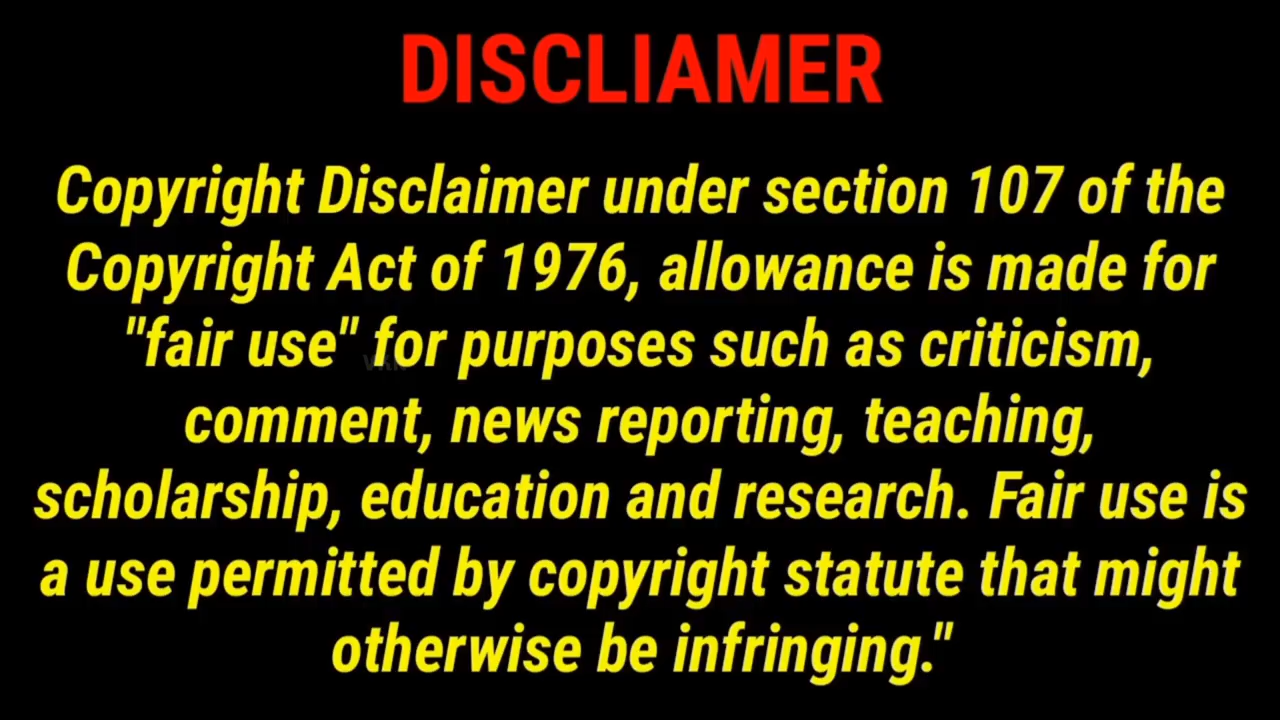 DISCLIAMER
Copyright Disclaimer under section 107 of the
Copyright Act of 1976, allowance is made for
"fair use" for purposes such as criticism,
comment, news reporting, teaching,
scholarship, education and research. Fair use is
a use permitted by copyright statute that might
otherwise be infringing."